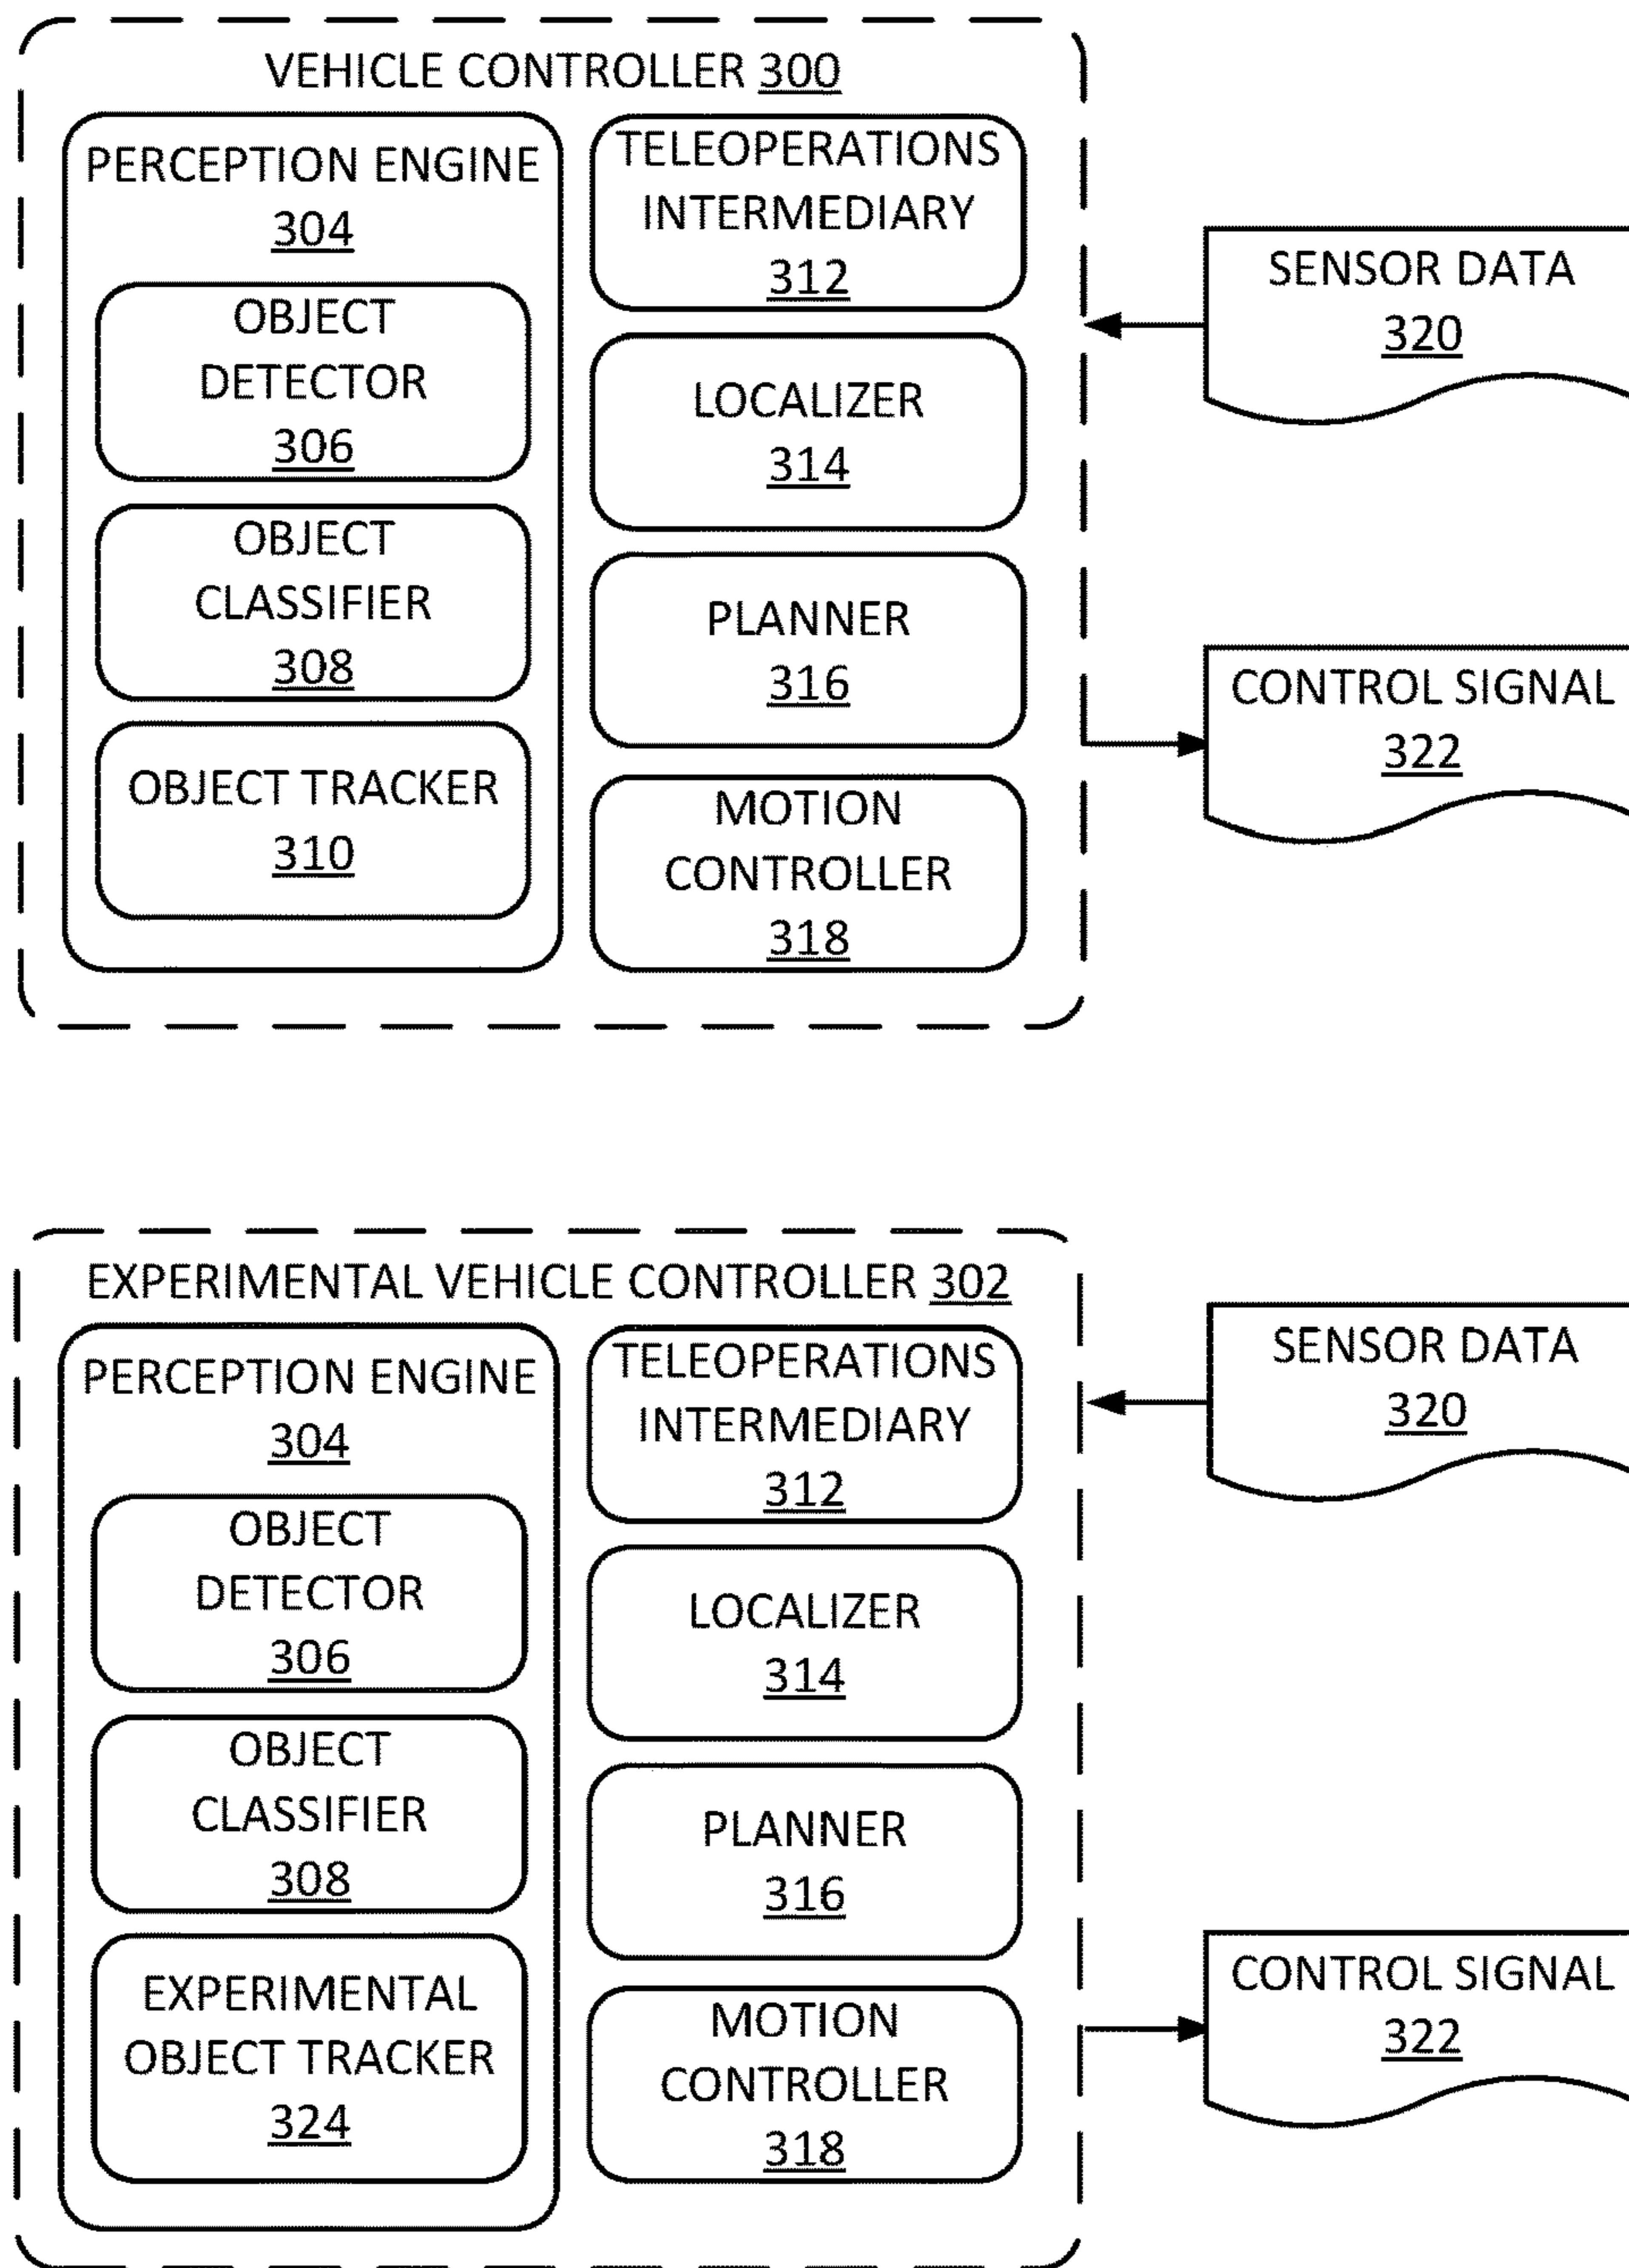 VEHICLE CONTROLLER 300
PERCEPTION ENGINE
304
OBJECT
DETECTOR
306
OBJECT
CLASSIFIER
308
OBJECT TRACKER
310
TELEOPERATIONS
INTERMEDIARY
312
LOCALIZER
314
PLANNER
316
MOTION
CONTROLLER
318
SENSOR DATA
320
CONTROL SIGNAL
322
EXPERIMENTAL VEHICLE CONTROLLER 302
PERCEPTION ENGINE
304
OBJECT
DETECTOR
306
OBJECT
CLASSIFIER
308
EXPERIMENTAL
OBJECT TRACKER
324
TELEOPERATIONS
INTERMEDIARY
312
LOCALIZER
314
PLANNER
316
MOTION
CONTROLLER
318
SENSOR DATA
320
CONTROL SIGNAL
322